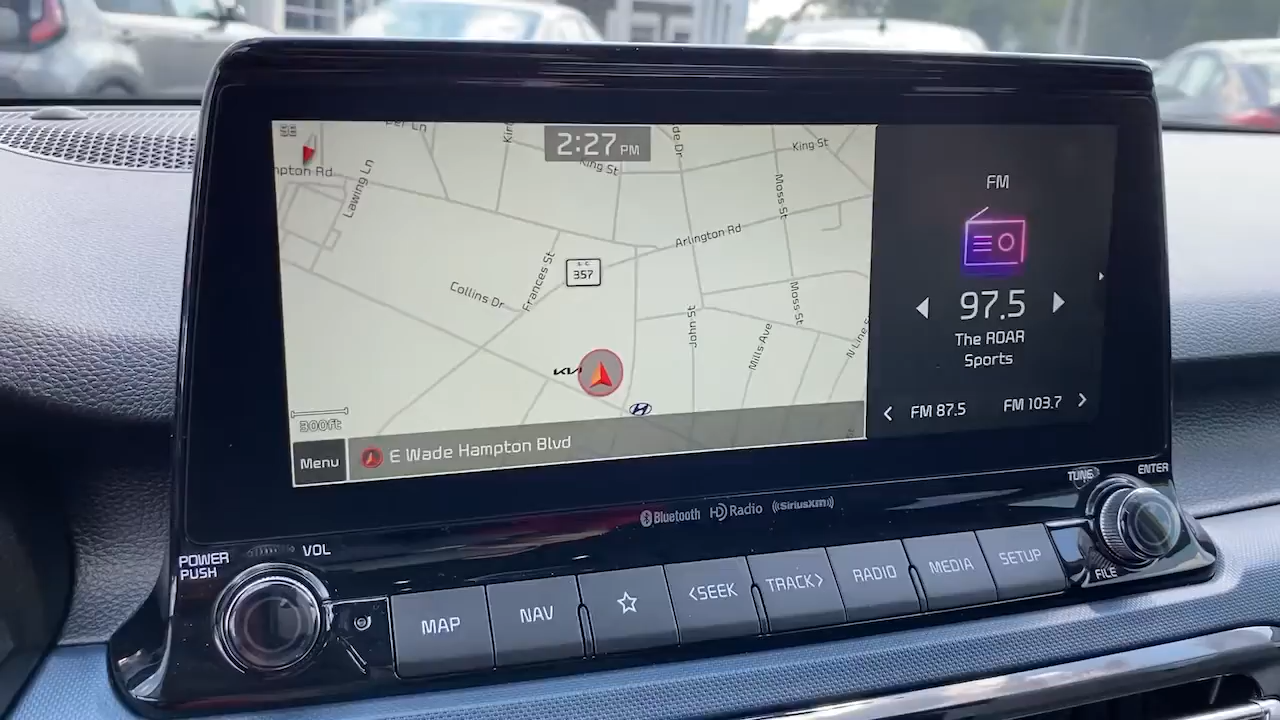 38
2:27 PM
King St
King St
mpton Rd
Lawing Ln
Moss St
Arlington Rd
S C
357
Frances St
Collins Dr
John St
Moss St
Mills Ave
N Line S
KIA
300ft
Menu
E Wade Hampton Blvd
FM
97.5
The ROAR
Sports
FM 87.5
FM 103.7
Bluetooth
HD Radio
((SiriusXM))
TUNE
ENTER
FILE
POWER
PUSH
VOL
MAP
NAV
<SEEK
TRACK>
RADIO
MEDIA
SETUP